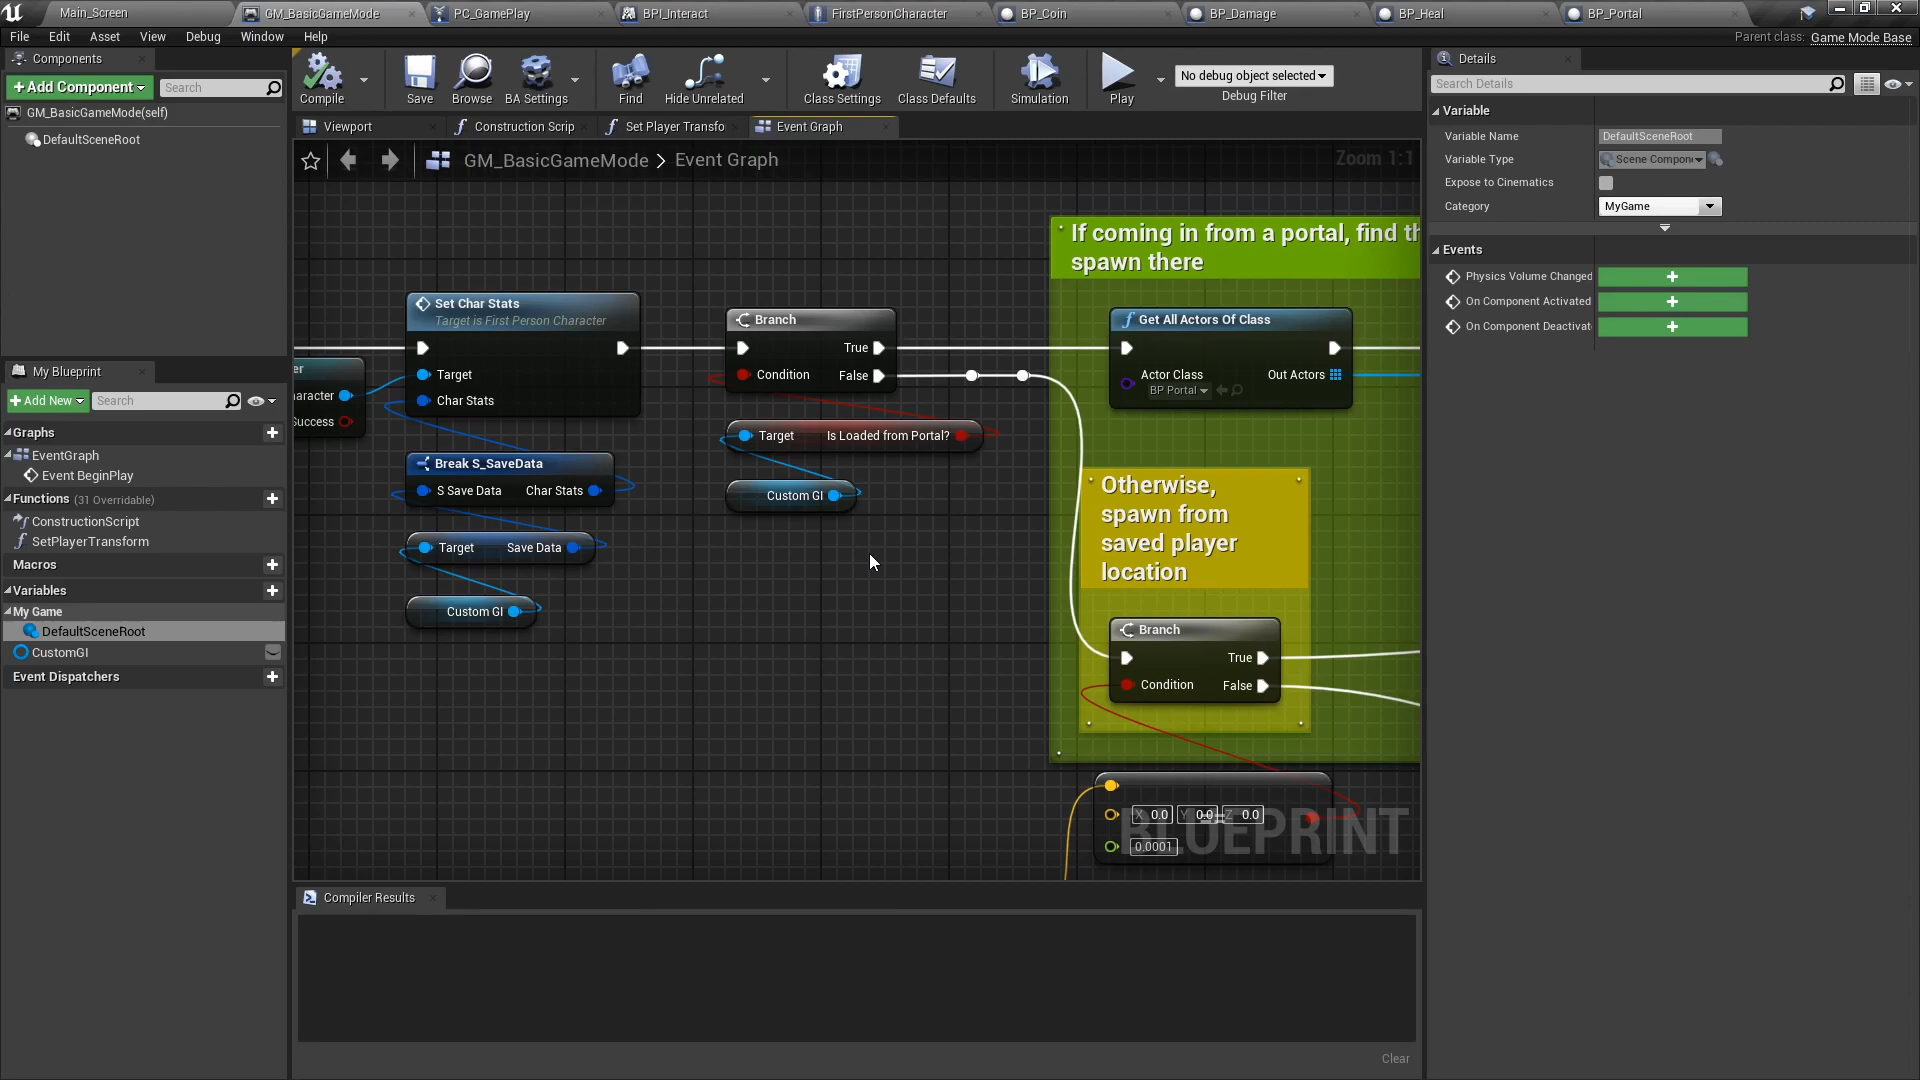 Main_Screen
GM_BasicGameMode
PC_GamePlay
BPI_Interact
FirstPersonCharacter
BP_Coin
BP_Damage
BP_Heal
BP_Portal
File Edit Asset View Debug Window Help
Parent class: Game Mode Base
Components
+Add Component
Search
GM_BasicGameMode(self)
DefaultSceneRoot
Compile
Save
Browse
BA Settings
Find
Hide Unrelated
Class Settings
Class Defaults
Simulation
Play
No debug object selected
Debug Filter
Viewport
Construction Scrip
Set Player Transfo
Event Graph
GM_BasicGameMode > Event Graph
Zoom 1:1
My Blueprint
+Add New
Search
Graphs
EventGraph
Event BeginPlay
Functions (31 Overridable)
ConstructionScript
SetPlayerTransform
Macros
Variables
My Game
DefaultSceneRoot
CustomGI
Event Dispatchers
er
aracter
Success
Set Char Stats
Target is First Person Character
Target
Char Stats
Break S_SaveData
S Save Data Char Stats
Target Save Data
Custom GI
Branch
True
Condition False
Target Is Loaded from Portal?
Custom GI
If coming in from a portal, find th
spawn there
Get All Actors Of Class
Actor Class Out Actors
BP Portal
Otherwise,
spawn from
saved player
location
Branch
True
Condition False
X 0.0 Y 0.0 Z 0.0
==
0.0001
BLUEPRINT
Compiler Results
Clear
Details
Search Details
Variable
Variable Name DefaultSceneRoot
Variable Type Scene Compon
Expose to Cinematics
Category MyGame
Events
Physics Volume Changed +
On Component Activated +
On Component Deactivat +